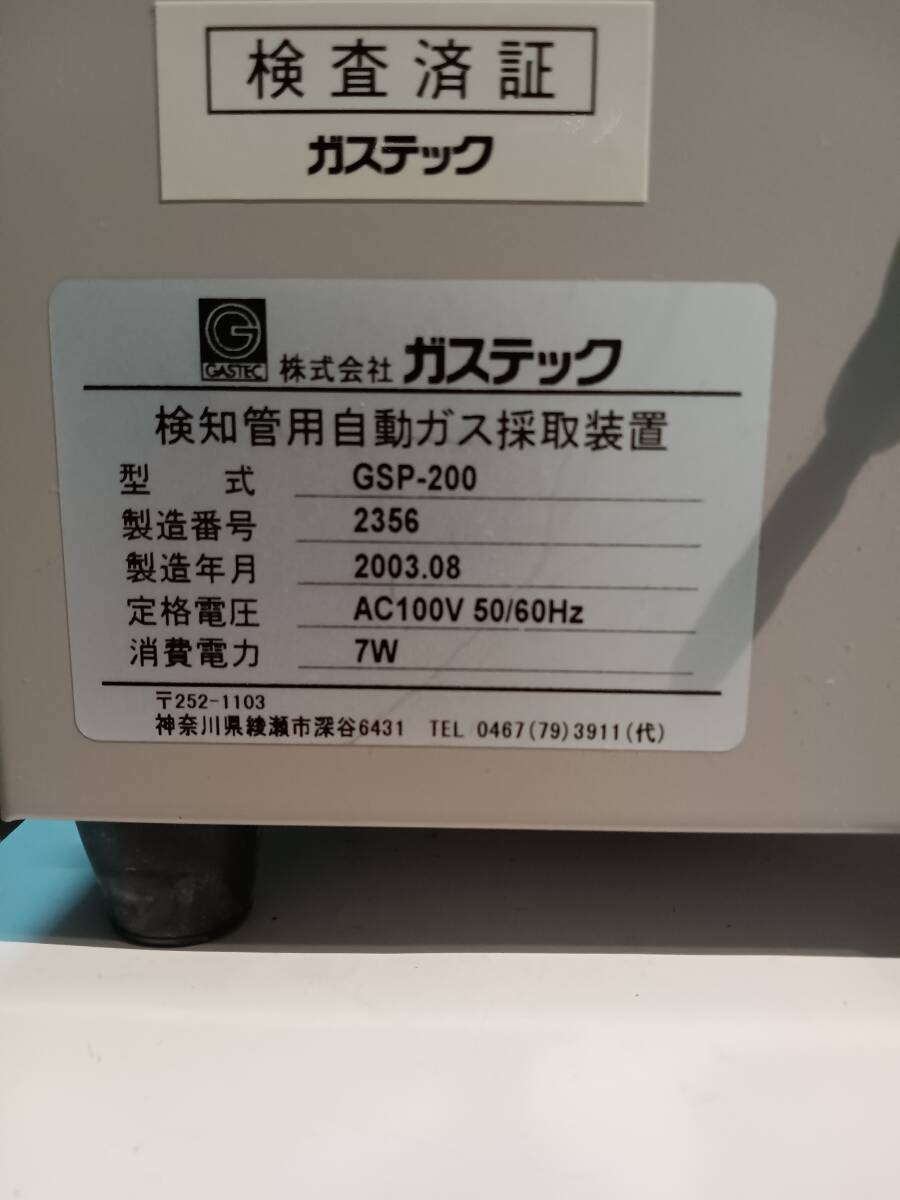 検査済証
ガステック
GASTEC 株式会社 ガステック
検知管用自動ガス採取装置
型 式 GSP-200
製造番号 2356
製造年月 2003.08
定格電圧 AC100V 50/60Hz
消費電力 7W
〒252-1103
神奈川県綾瀬市深谷6431 TEL 0467(79)3911(代)